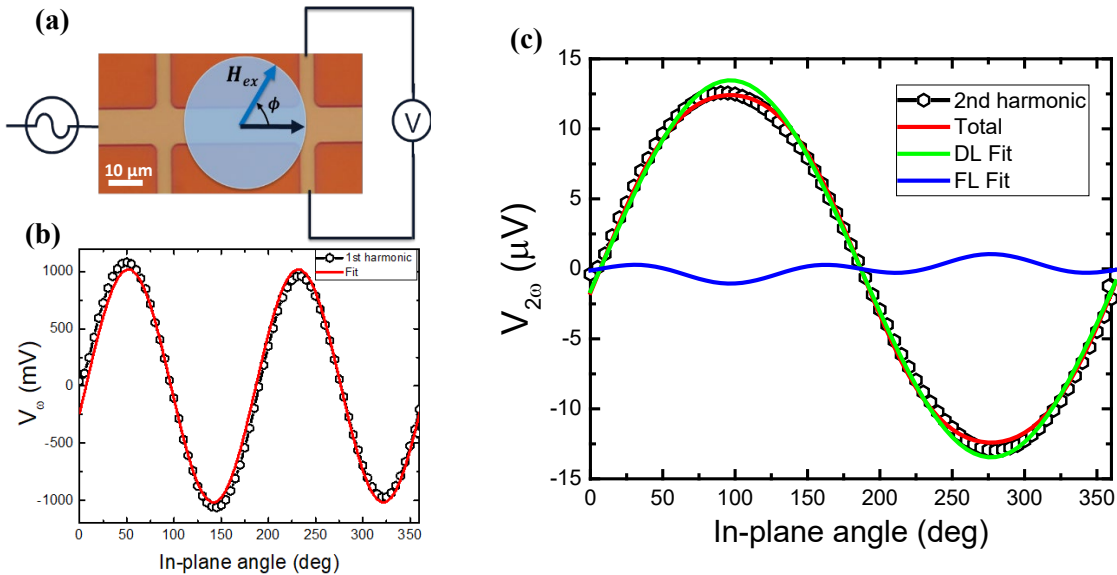 (a)
H_ex
ϕ
V
10 μm
(b)
1st harmonic
Fit
1000
500
0
-500
-1000
V_ω (mV)
0 50 100 150 200 250 300 350
In-plane angle (deg)
(c)
2nd harmonic
Total
DL Fit
FL Fit
15
10
5
0
-5
-10
-15
V_2ω (μV)
0 50 100 150 200 250 300 350
In-plane angle (deg)